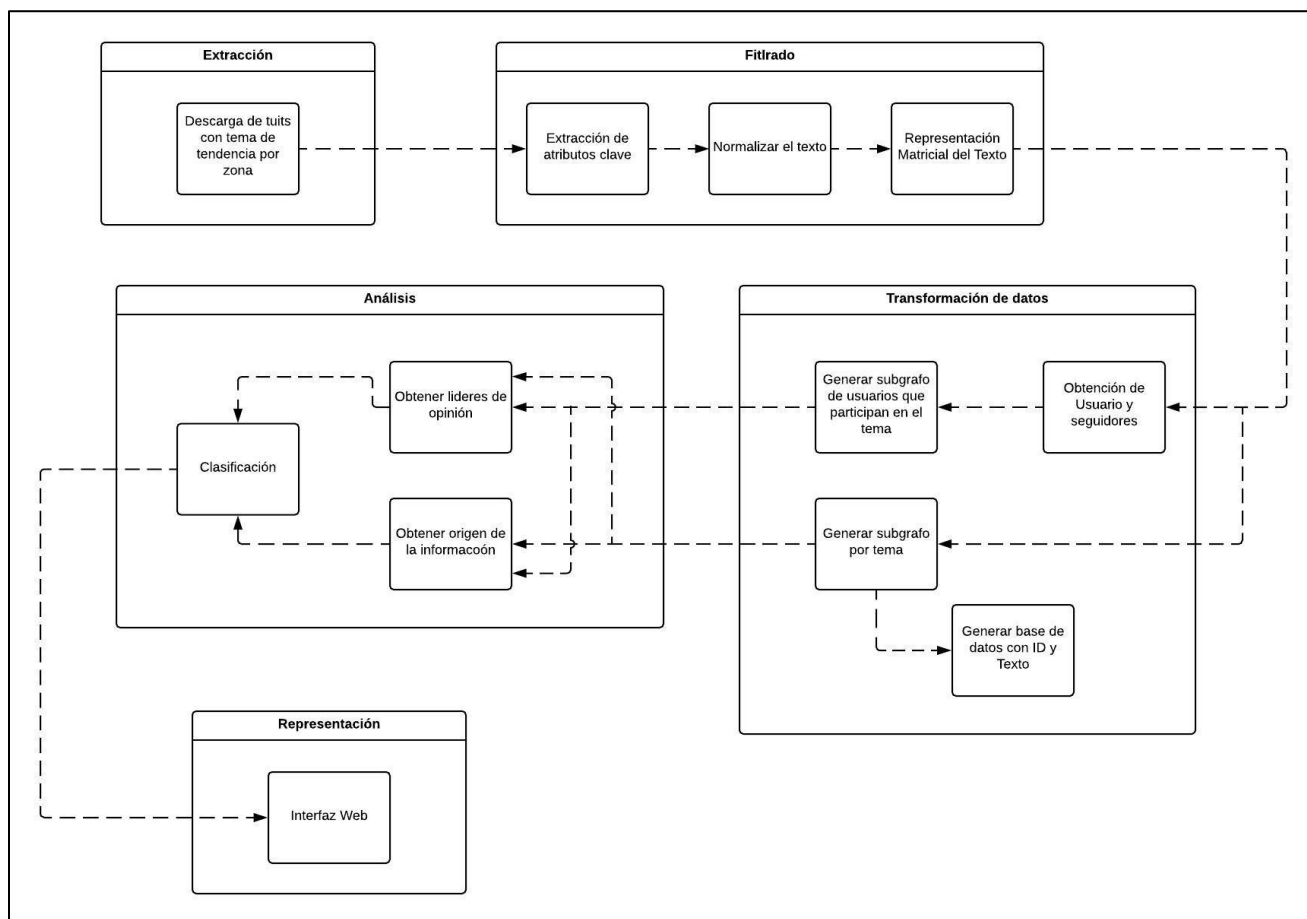 Extracción
Descarga de tuits
con tema de
tendencia por
zona
Fitlrado
Extracción de
atributos clave
Normalizar el texto
Representación
Matricial del Texto
Análisis
Obtener lideres de
opinión
Clasificación
Obtener origen de
la informacoón
Transformación de datos
Generar subgrafo
de usuarios que
participan en el
tema
Obtención de
Usuario y
seguidores
Generar subgrafo
por tema
Generar base de
datos con ID y
Texto
Representación
Interfaz Web